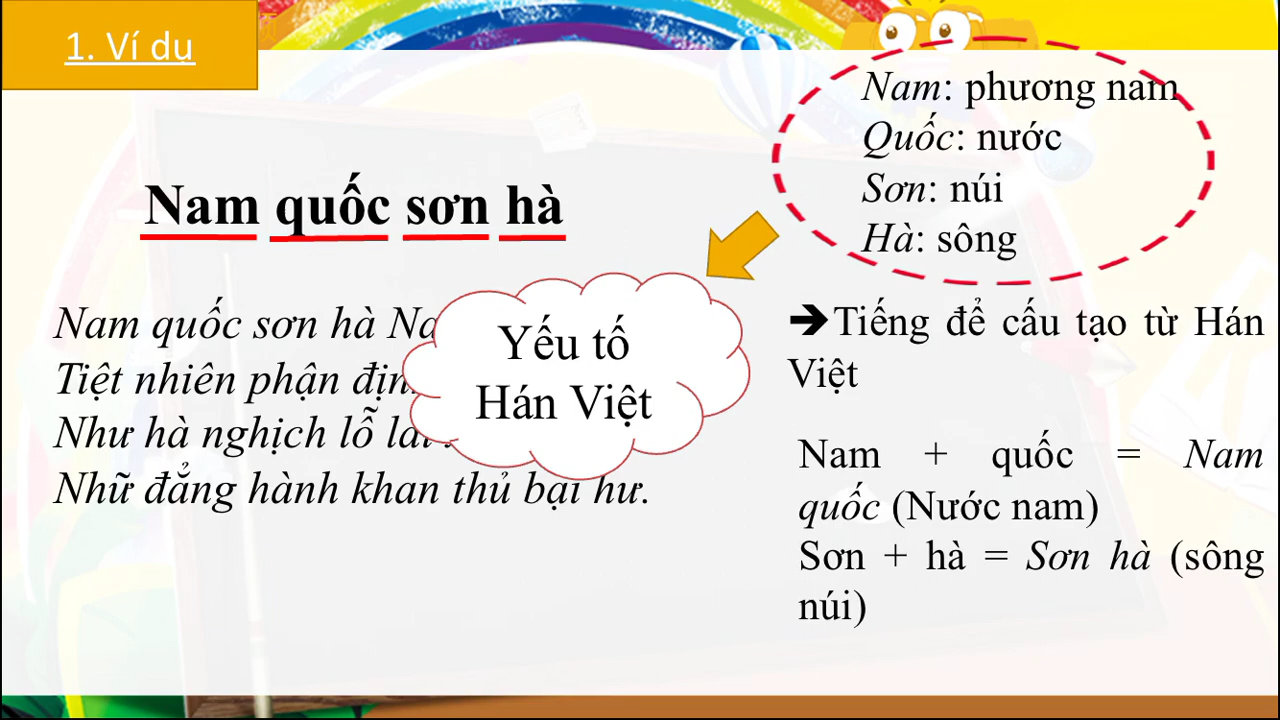 1. Ví dụ
Nam: phương nam
Quốc: nước
Sơn: núi
Hà: sông
Nam quốc sơn hà
Nam quốc sơn hà
Tiệt nhiên phận
Như hà nghịch lỗ
Nhữ đẳng hành khan thủ bại hư.
Yếu tố
Hán Việt
➔Tiếng để cấu tạo từ Hán
Việt
Nam + quốc = Nam
quốc (Nước nam)
Sơn + hà = Sơn hà (sông
núi)